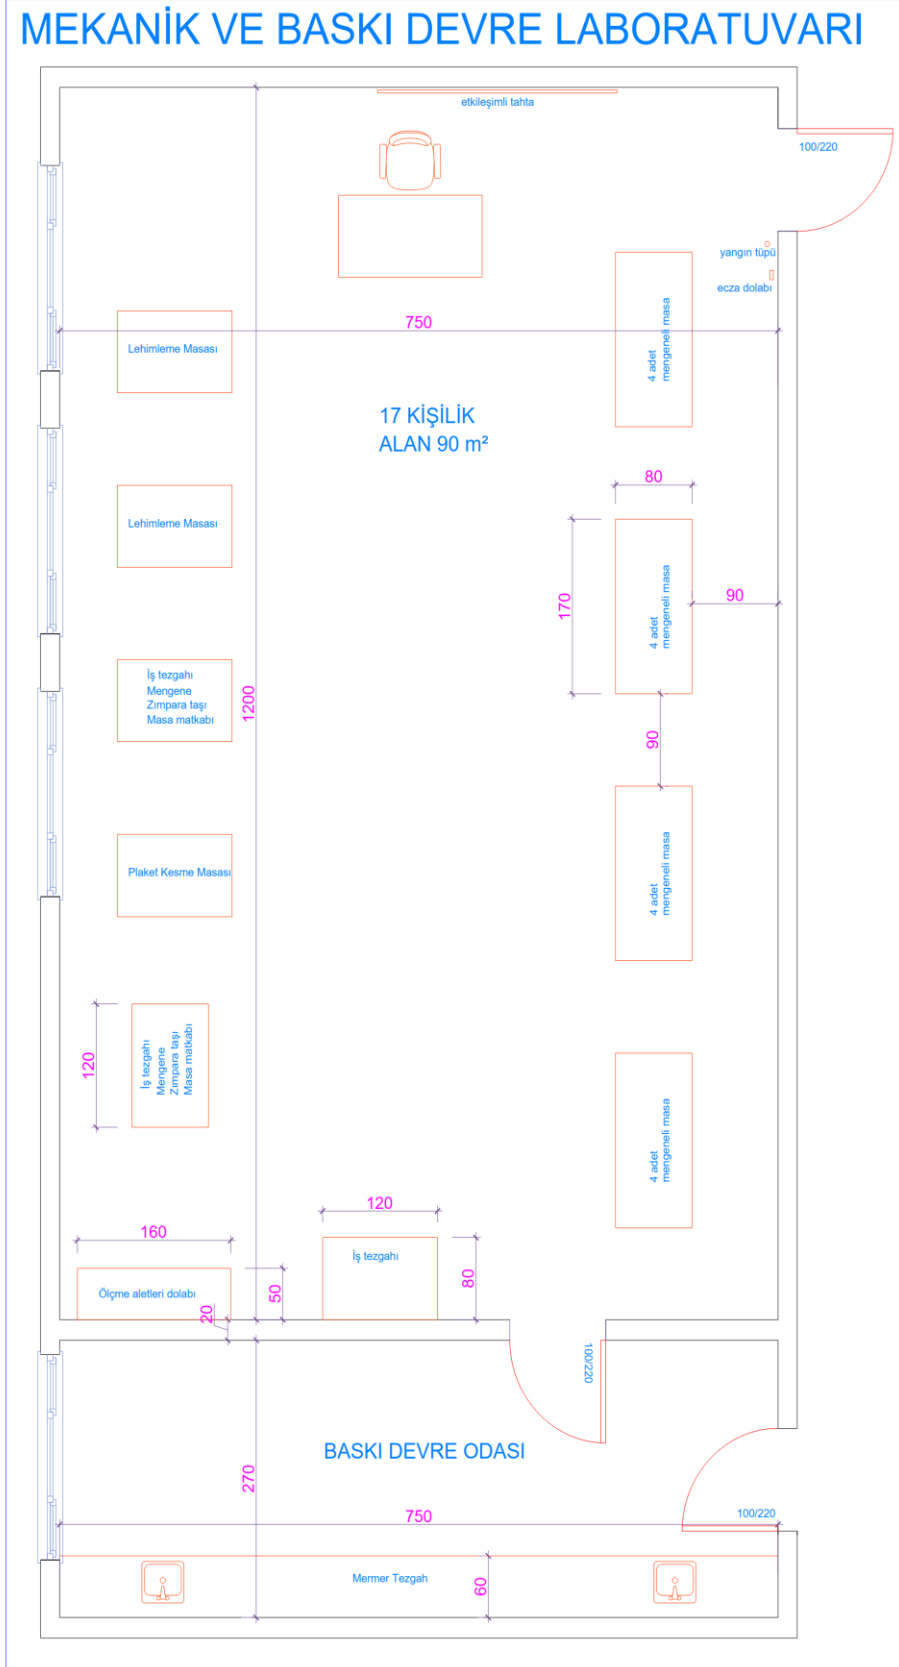 MEKANİK VE BASKI DEVRE LABORATUVARI
etkileşimli tahta
100/220
yangın tüpü
ecza dolabı
750
Lehimleme Masası
4 adet
mengeneli masa
17 KİŞİLİK
ALAN 90 m²
80
Lehimleme Masası
170
4 adet
mengeneli masa
90
İş tezgahı
Mengene
Zımpara taşı
Masa matkabı
1200
90
Plaket Kesme Masası
4 adet
mengeneli masa
120
İş tezgahı
Mengene
Zımpara taşı
Masa matkabı
4 adet
mengeneli masa
160
120
İş tezgahı
Ölçme aletleri dolabı
50
80
20
100/220
BASKI DEVRE ODASI
270
750
100/220
Mermer Tezgah
60